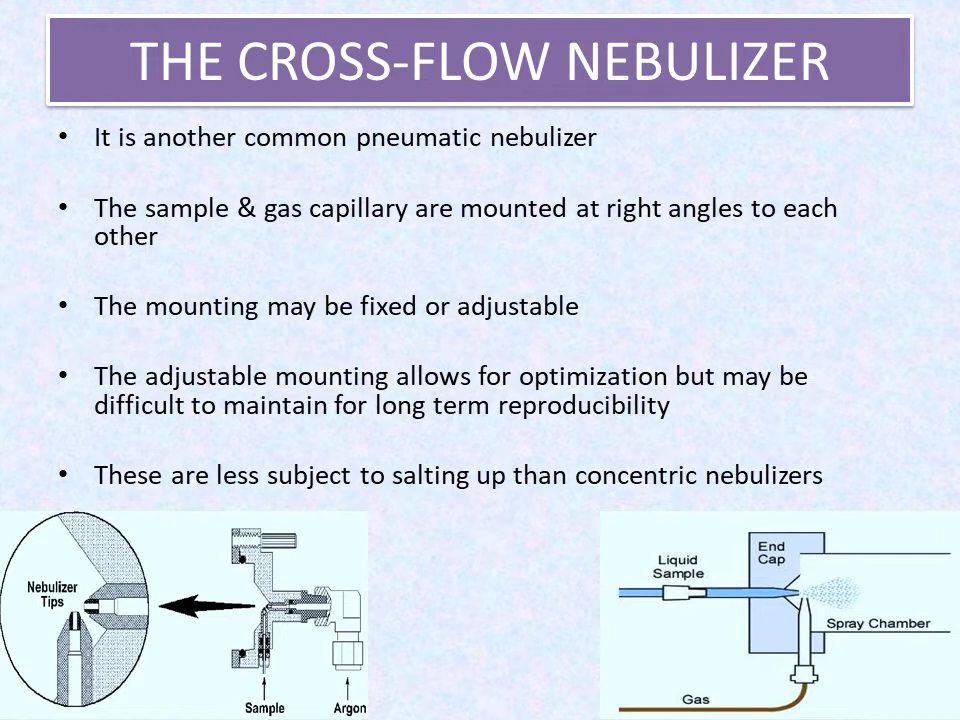 THE CROSS-FLOW NEBULIZER
• It is another common pneumatic nebulizer
• The sample & gas capillary are mounted at right angles to each
other
• The mounting may be fixed or adjustable
• The adjustable mounting allows for optimization but may be
difficult to maintain for long term reproducibility
• These are less subject to salting up than concentric nebulizers
Nebulizer
Tips
Sample
Argon
End
Cap
Liquid
Sample
Spray Chamber
Gas